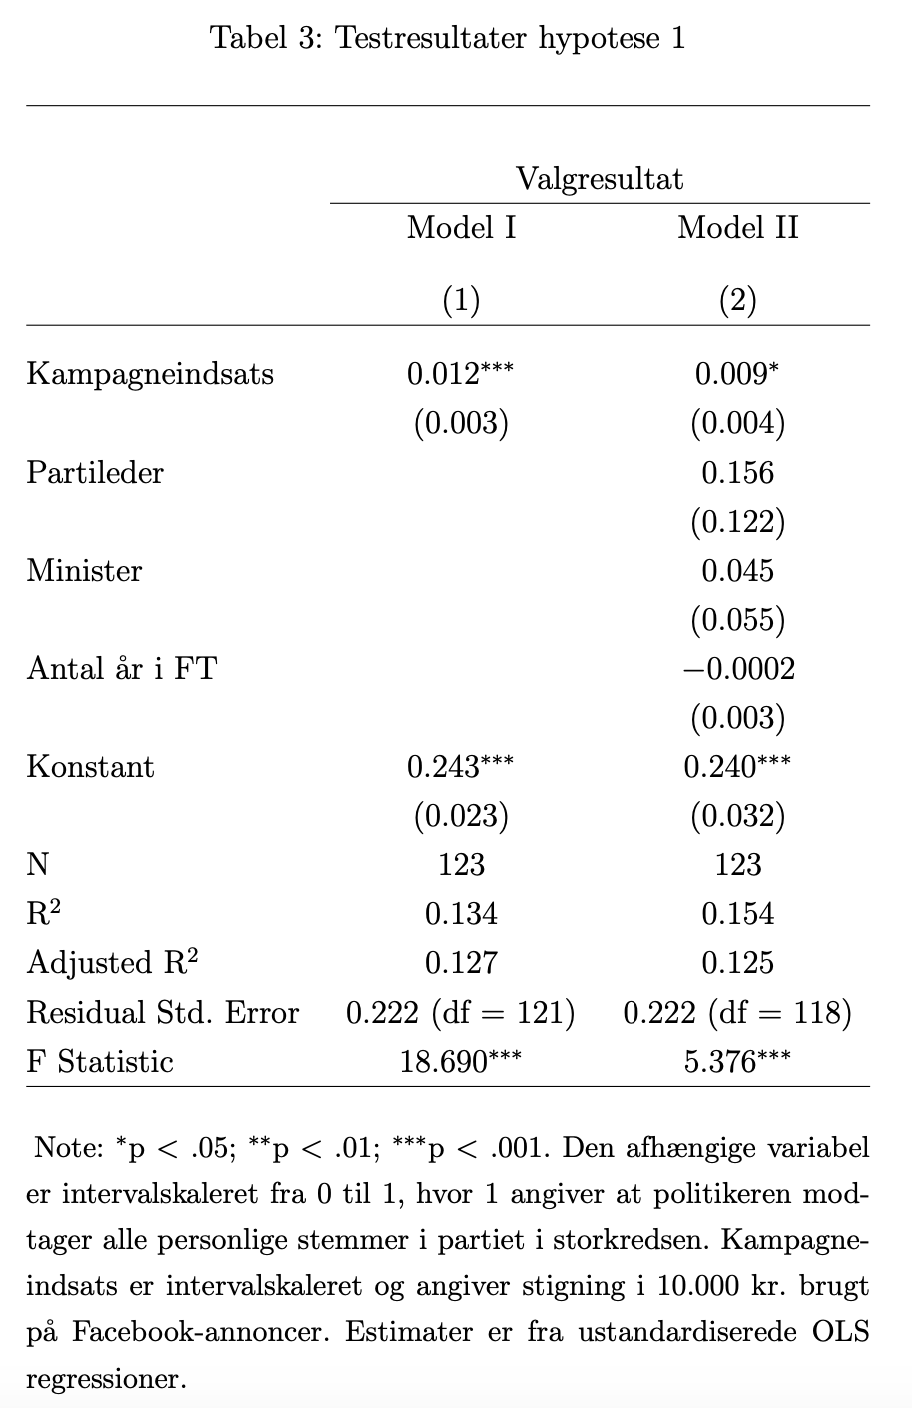 Tabel 3: Testresultater hypotese 1
Valgresultat
Model I Model II
(1) (2)
Kampagneindsats 0.012*** 0.009*
(0.003) (0.004)
Partileder 0.156
(0.122)
Minister 0.045
(0.055)
Antal år i FT −0.0002
(0.003)
Konstant 0.243*** 0.240***
(0.023) (0.032)
N 123 123
R² 0.134 0.154
Adjusted R² 0.127 0.125
Residual Std. Error 0.222 (df = 121) 0.222 (df = 118)
F Statistic 18.690*** 5.376***
Note: *p < .05; **p < .01; ***p < .001. Den afhængige variabel
er intervalskaleret fra 0 til 1, hvor 1 angiver at politikeren mod-
tager alle personlige stemmer i partiet i storkredsen. Kampagne-
indsats er intervalskaleret og angiver stigning i 10.000 kr. brugt
på Facebook-annoncer. Estimater er fra ustandardiserede OLS
regressioner.